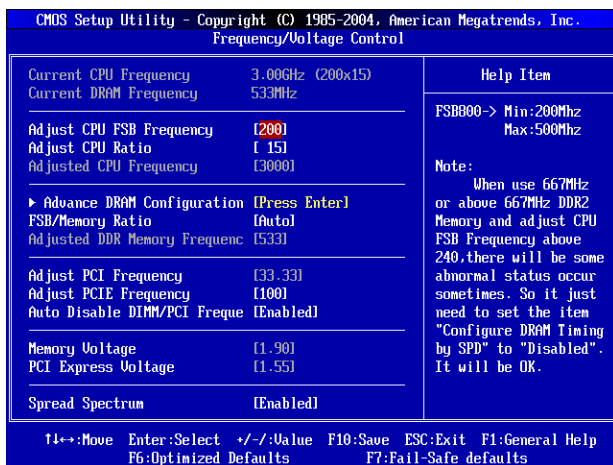 CMOS Setup Utility - Copyright (C) 1985-2004, American Megatrends, Inc.
Frequency/Voltage Control
Current CPU Frequency 3.00GHz (200x15)
Current DRAM Frequency 533MHz
Adjust CPU FSB Frequency [200]
Adjust CPU Ratio [ 15]
Adjusted CPU Frequency [3000]
▶ Advance DRAM Configuration [Press Enter]
FSB/Memory Ratio [Auto]
Adjusted DDR Memory Frequenc [533]
Adjust PCI Frequency [33.33]
Adjust PCIE Frequency [100]
Auto Disable DIMM/PCI Freque [Enabled]
Memory Voltage [1.90]
PCI Express Voltage [1.55]
Spread Spectrum [Enabled]
Help Item
FSB800-> Min:200Mhz
Max:500Mhz
Note:
When use 667MHz
or above 667MHz DDR2
Memory and adjust CPU
FSB Frequency above
240,there will be some
abnormal status occur
sometimes. So it just
need to set the item
"Configure DRAM Timing
by SPD" to "Disabled".
It will be OK.
↑↓↔:Move Enter:Select +/-/:Value F10:Save ESC:Exit F1:General Help
F6:Optimized Defaults F7:Fail-Safe defaults